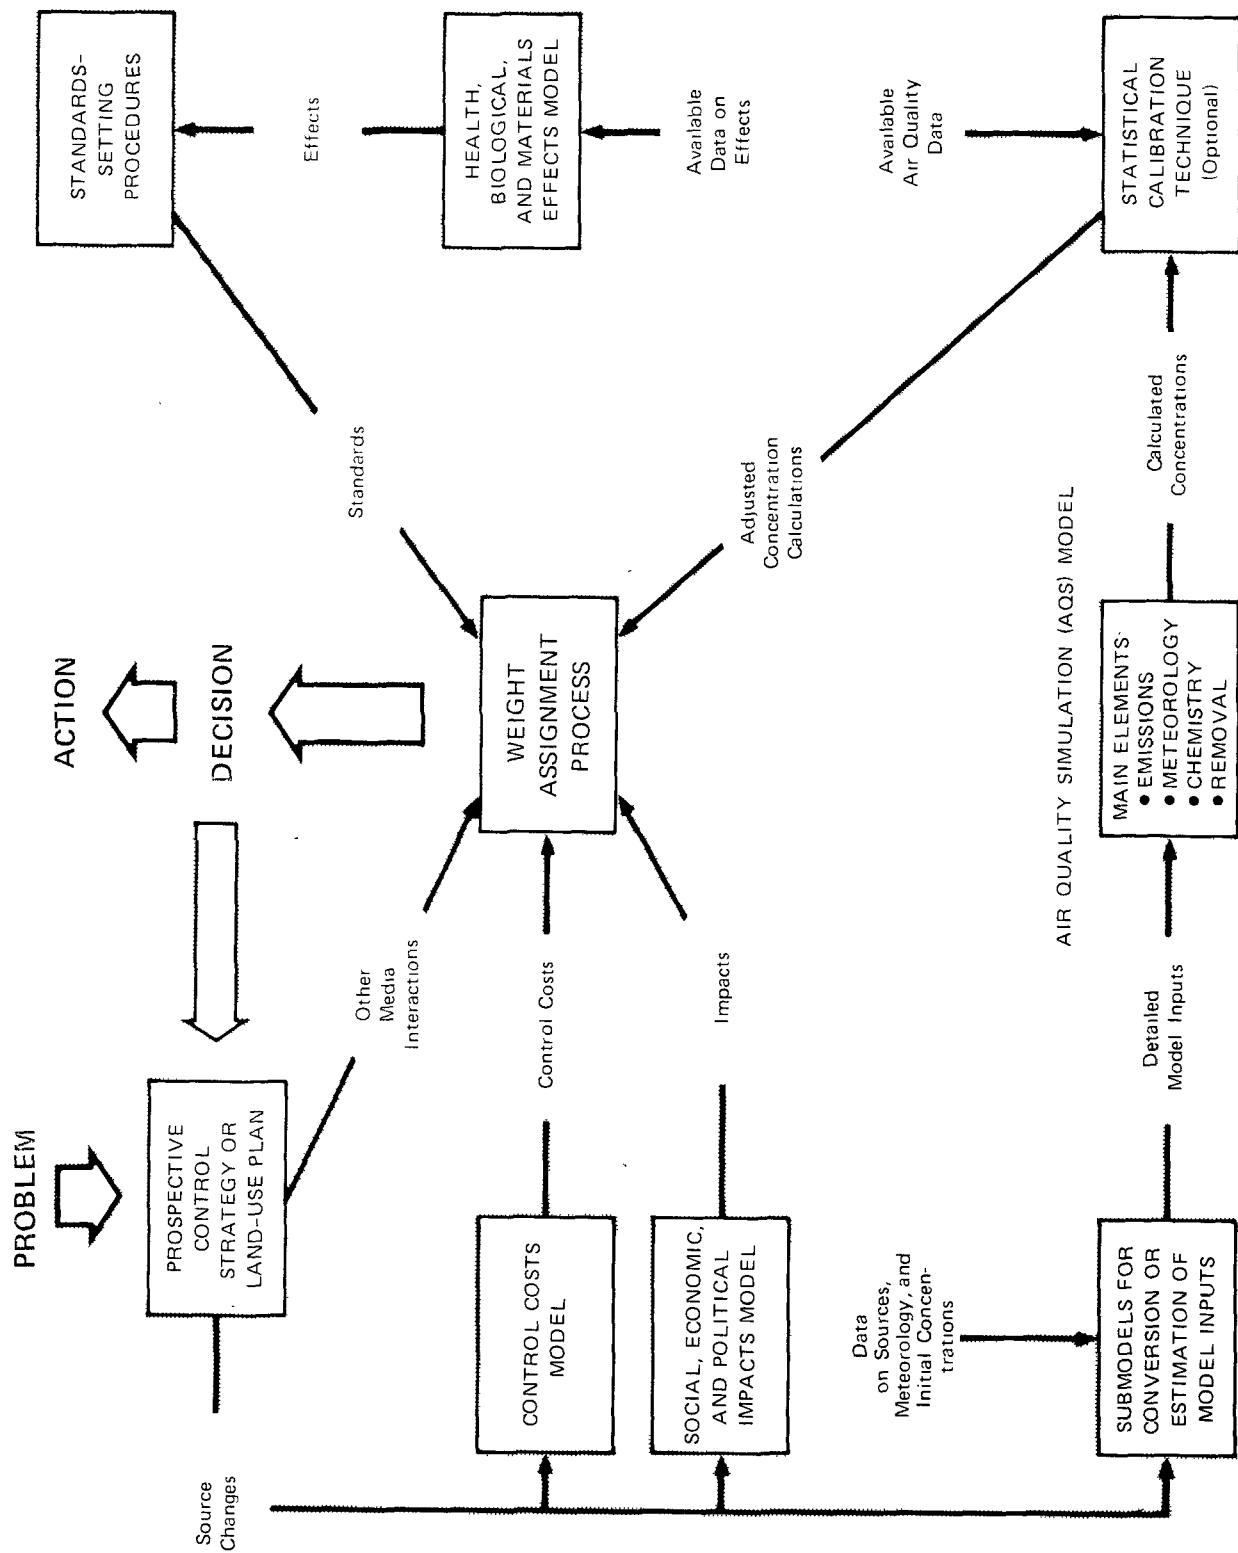 PROBLEM
PROSPECTIVE
CONTROL
STRATEGY OR
LAND-USE PLAN
ACTION
DECISION
STANDARDS-
SETTING
PROCEDURES
Source
Changes
Other
Media
Interactions
Standards
Effects
CONTROL COSTS
MODEL
Control Costs
WEIGHT
ASSIGNMENT
PROCESS
HEALTH,
BIOLOGICAL,
AND MATERIALS
EFFECTS MODEL
SOCIAL, ECONOMIC,
AND POLITICAL
IMPACTS MODEL
Impacts
Available
Data on
Effects
Data
on Sources,
Meteorology, and
Initial Concen-
trations
Adjusted
Concentration
Calculations
Available
Air Quality
Data
AIR QUALITY SIMULATION (AQS) MODEL
SUBMODELS FOR
CONVERSION OR
ESTIMATION OF
MODEL INPUTS
Detailed
Model Inputs
MAIN ELEMENTS·
● EMISSIONS
● METEOROLOGY
● CHEMISTRY
● REMOVAL
Calculated
Concentrations
STATISTICAL
CALIBRATION
TECHNIQUE
(Optional)